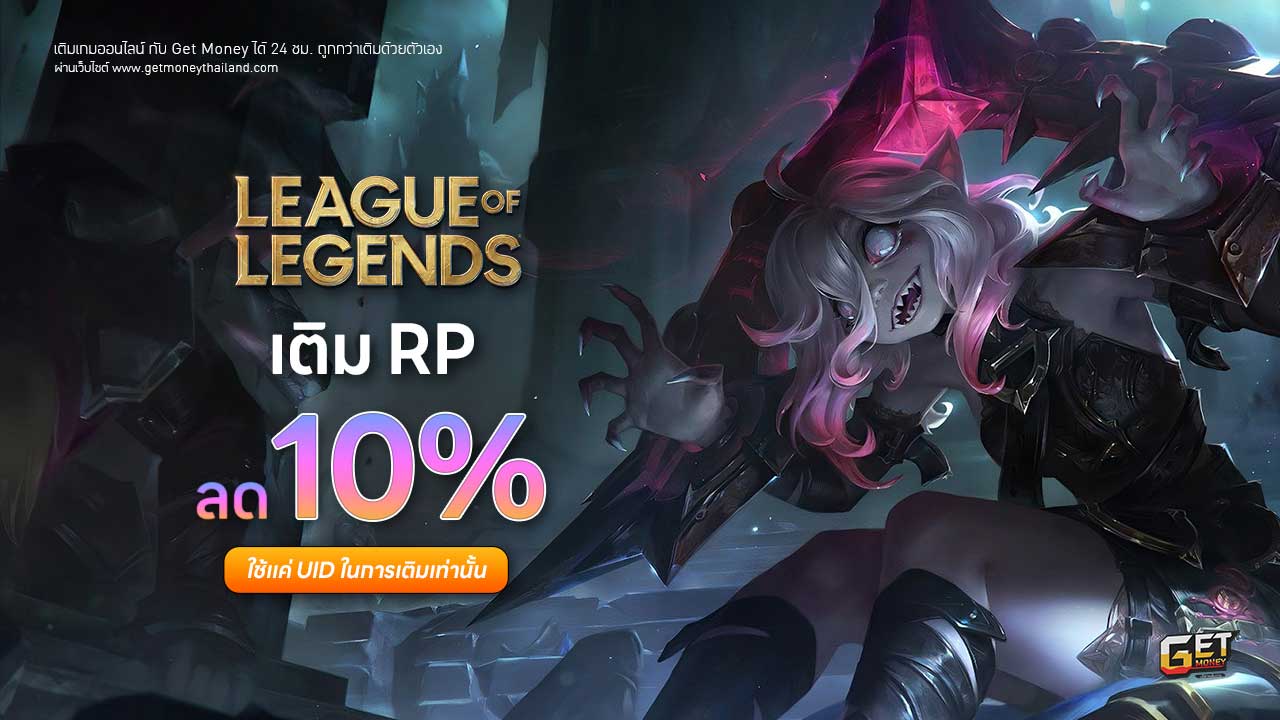 เติมเกมออนไลน์ กับ Get Money ได้ 24 ชม. ถูกกว่าเติมด้วยตัวเอง
ผ่านเว็บไซต์ www.getmoneythailand.com
LEAGUE OF
LEGENDS
เติม RP
ลด 10%
ใช้แค่ UID ในการเติมเท่านั้น
GET
MONEY